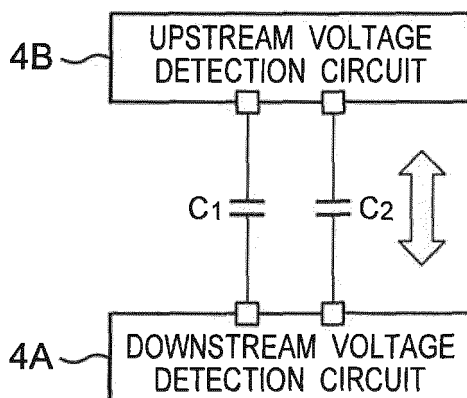 4B
UPSTREAM VOLTAGE
DETECTION CIRCUIT
C1
C2
4A
DOWNSTREAM VOLTAGE
DETECTION CIRCUIT